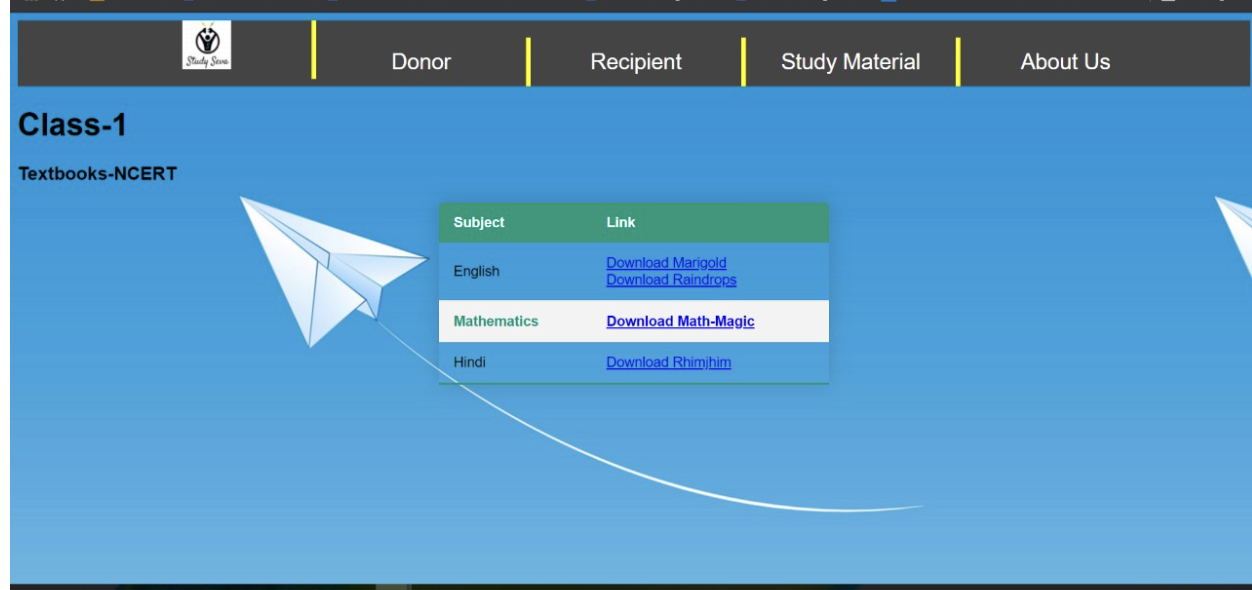 Study Seva
Donor
Recipient
Study Material
About Us
Class-1
Textbooks-NCERT
Subject Link
English Download Marigold
Download Raindrops
Mathematics Download Math-Magic
Hindi Download Rhimjhim